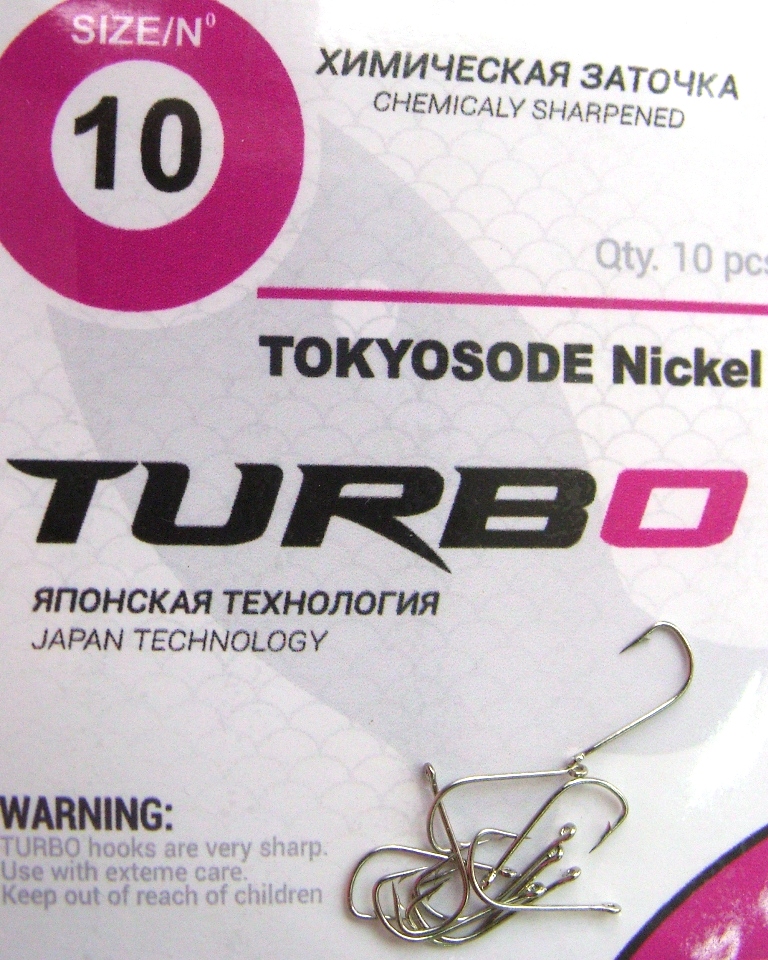 SIZE/N⁰
10
ХИМИЧЕСКАЯ ЗАТОЧКА
CHEMICALY SHARPENED
Qty. 10 pcs
TOKYOSODE Nickel
TURBO
ЯПОНСКАЯ ТЕХНОЛОГИЯ
JAPAN TECHNOLOGY
WARNING:
TURBO hooks are very sharp.
Use with exteme care.
Keep out of reach of children